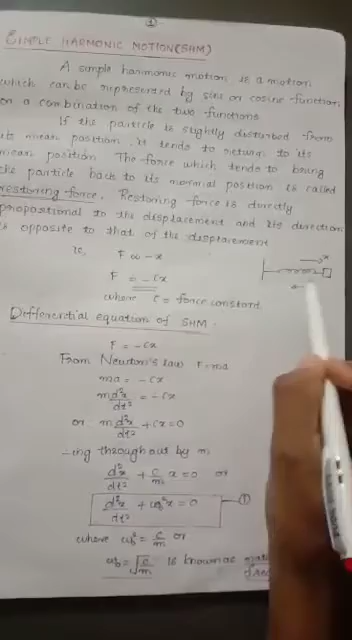 ①
SIMPLE HARMONIC MOTION (SHM)
A simple harmonic motion is a motion
which can be represented by sine or cosine function
or a combination of the two functions
If the particle is slightly disturbed from
its mean position, it tends to return to its
mean position. The force which tends to bring
the particle back to its normal position is called
restoring force. Restoring force is directly
propostional to the displacement and its direction
is opposite to that of the displacement
ie, F ∝ -x
x
F = -Cx
where C = force constant.
Differential equation of SHM
F = -Cx
From Newton's law F=ma
ma = -Cx
m d²x/dt² = -Cx
or m d²x/dt² + Cx = 0
÷ing throughout by m
d²x/dt² + C/m x = 0 or
d²x/dt² + ω₀²x = 0 ①
where ω₀² = C/m or
ω₀ = √C/m is known as